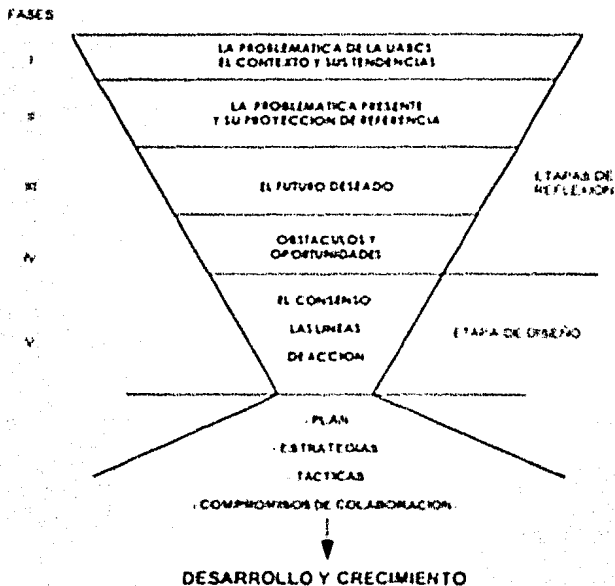 FASES
I
LA PROBLEMATICA DE LA UABCS
EL CONTEXTO Y SUS TENDENCIAS
II
LA PROBLEMATICA PRESENTE
Y SU PROYECCION DE REFERENCIA
III
EL FUTURO DESEADO
ETAPAS DE
REFLEXION
IV
OBSTACULOS Y
OPORTUNIDADES
V
EL CONSENSO
LAS LINEAS
DE ACCION
ETAPA DE DISEÑO
- PLAN
- ESTRATEGIAS
- TACTICAS
- COMPROMISOS DE COLABORACION
DESARROLLO Y CRECIMIENTO